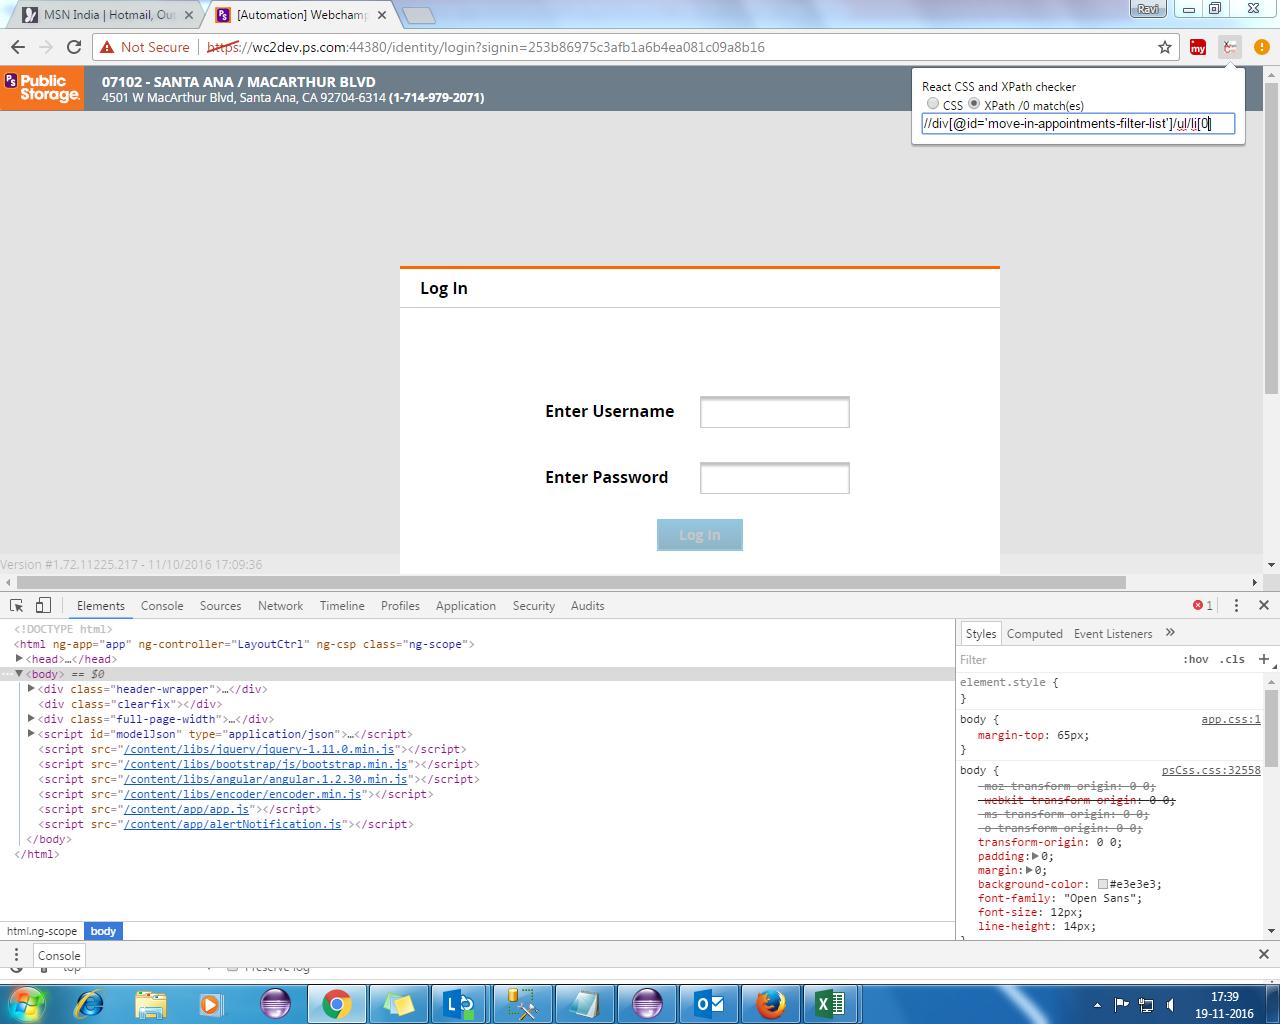 MSN India | Hotmail, Out
[Automation] Webcham
Ravi
Not Secure
https://wc2dev.ps.com:44380/identity/login?signin=253b86975c3afb1a6b4ea081c09a8b16
my
PS Public
Storage.
07102 - SANTA ANA / MACARTHUR BLVD
4501 W MacArthur Blvd, Santa Ana, CA 92704-6314 (1-714-979-2071)
React CSS and XPath checker
CSS XPath /0 match(es)
//div[@id='move-in-appointments-filter-list']/ul/li[0]
Log In
Enter Username
Enter Password
Log In
Version #1.72.11225.217 - 11/10/2016 17:09:36
Elements Console Sources Network Timeline Profiles Application Security Audits
1
<!DOCTYPE html>
<html ng-app="app" ng-controller="LayoutCtrl" ng-csp class="ng-scope">
<head>…</head>
<body> == $0
<div class="header-wrapper">…</div>
<div class="clearfix"></div>
<div class="full-page-width">…</div>
<script id="modelJson" type="application/json">…</script>
<script src="/content/libs/jquery/jquery-1.11.0.min.js"></script>
<script src="/content/libs/bootstrap/js/bootstrap.min.js"></script>
<script src="/content/libs/angular/angular.1.2.30.min.js"></script>
<script src="/content/libs/encoder/encoder.min.js"></script>
<script src="/content/app/app.js"></script>
<script src="/content/app/alertNotification.js"></script>
</body>
</html>
html.ng-scope body
Styles Computed Event Listeners »
Filter :hov .cls +
element.style {
}
body { app.css:1
margin-top: 65px;
}
body { psCss.css:32558
-moz-transform-origin: 0 0;
-webkit-transform-origin: 0 0;
-ms-transform-origin: 0 0;
-o-transform-origin: 0 0;
transform-origin: 0 0;
padding: 0;
margin: 0;
background-color: #e3e3e3;
font-family: "Open Sans";
font-size: 12px;
line-height: 14px;
}
Console
top Preserve log
17:39
19-11-2016